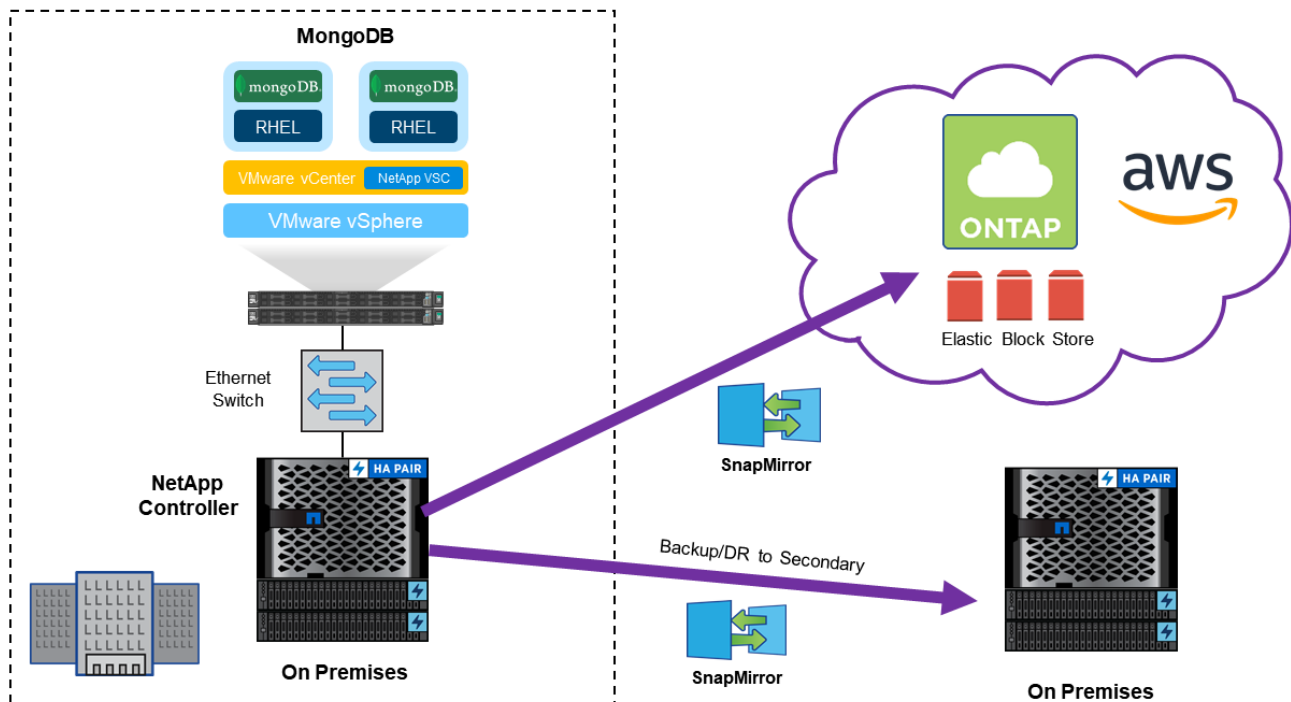 MongoDB
mongoDB.
mongoDB.
RHEL
RHEL
VMware vCenter
NetApp VSC
VMware vSphere
Ethernet
Switch
NetApp
Controller
HA PAIR
On Premises
ONTAP
aws
Elastic Block Store
SnapMirror
Backup/DR to Secondary
SnapMirror
HA PAIR
On Premises